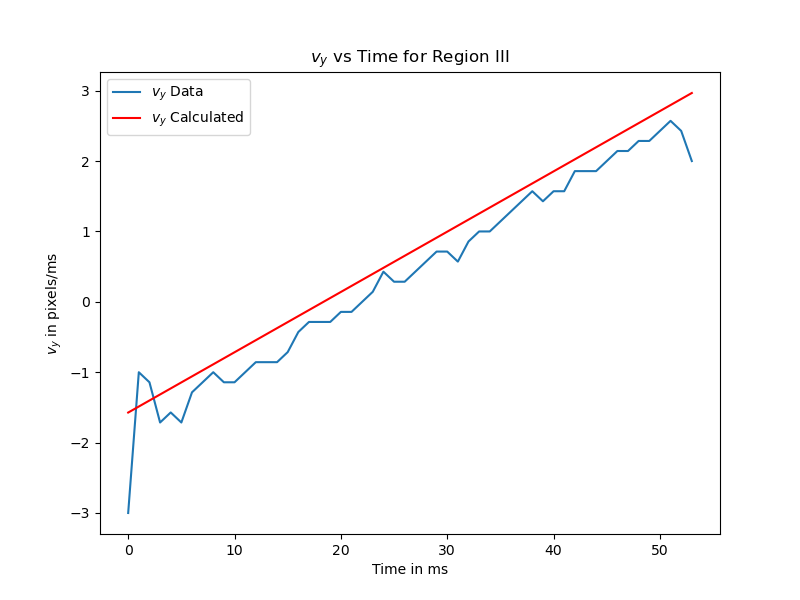 v_y vs Time for Region III
v_y Data
v_y Calculated
3
2
1
0
−1
−2
−3
v_y in pixels/ms
0 10 20 30 40 50
Time in ms